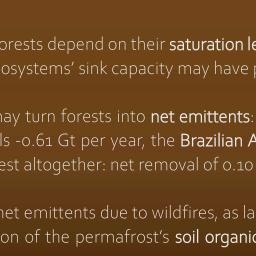 orests depend on their saturation le
osystems’ sink capacity may have p
nay turn forests into net emittents:
ls -0.61 Gt per year, the Brazilian A
est altogether: net removal of 0.10
net emittents due to wildfires, as la
on of the permafrost’s soil organic